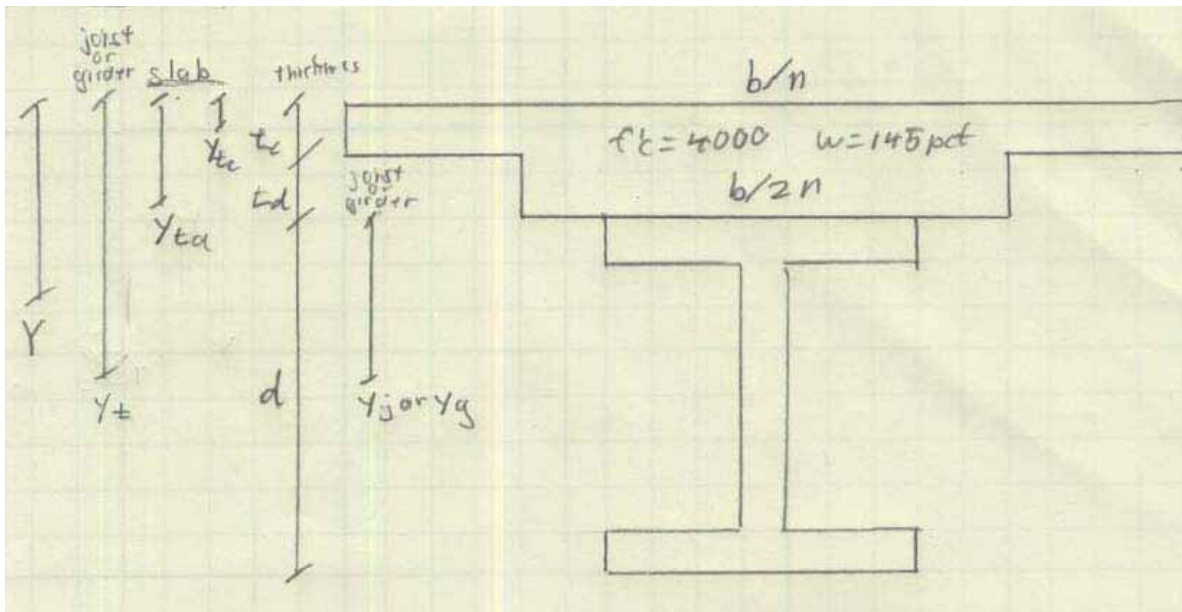 joist
or
girder
slab
thickness
b/n
Ytc
tc
f'c = 4000 w = 145 pcf
joist
or
girder
td
b/2n
Ytd
Y
Yt
d
Yj or Yg